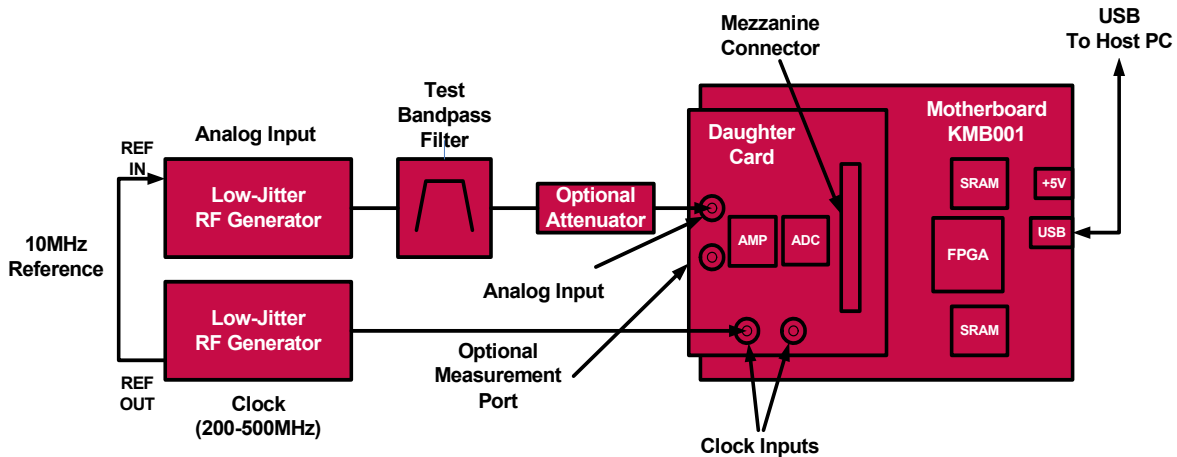 USB
To Host PC
Mezzanine
Connector
Motherboard
KMB001
Test
Bandpass
Filter
Daughter
Card
Analog Input
REF
IN
Low-Jitter
RF Generator
Optional
Attenuator
SRAM
+5V
AMP
ADC
USB
FPGA
10MHz
Reference
Analog Input
Low-Jitter
RF Generator
SRAM
Optional
Measurement
Port
REF
OUT
Clock
(200-500MHz)
Clock Inputs